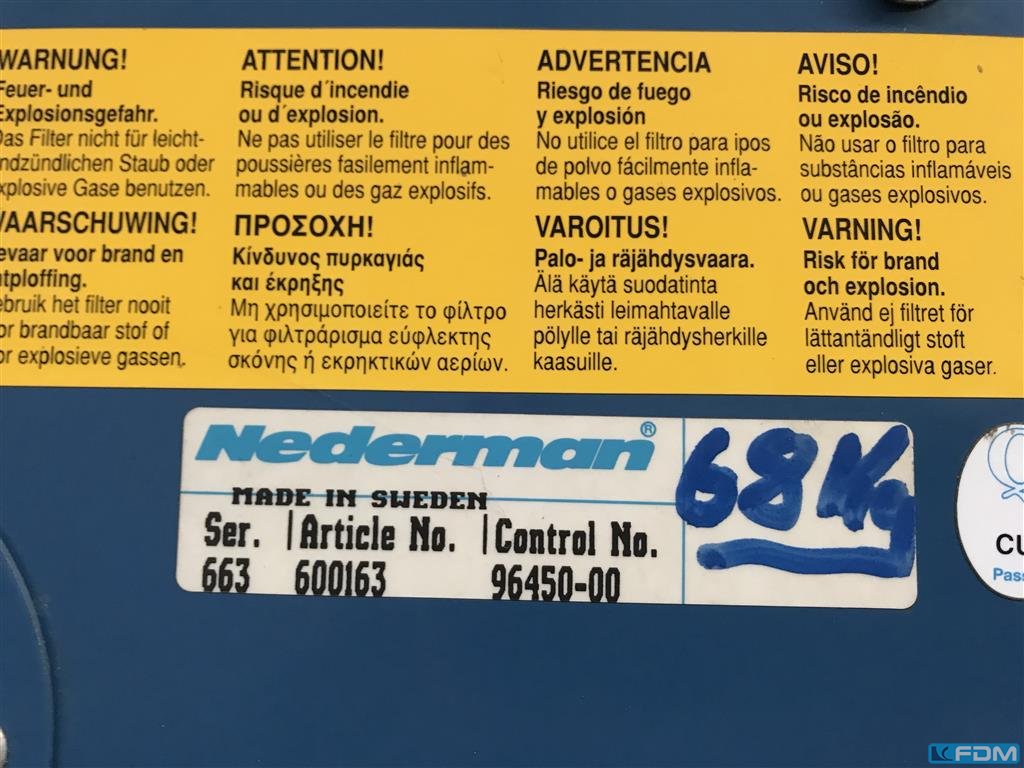 WARNUNG!
Feuer- und
Explosionsgefahr.
Das Filter nicht für leicht-
ndzündlichen Staub oder
xplosive Gase benutzen.
ATTENTION!
Risque d´incendie
ou d´explosion.
Ne pas utiliser le filtre pour des
poussières fasilement inflam-
mables ou des gaz explosifs.
ADVERTENCIA
Riesgo de fuego
y explosión
No utilice el filtro para ipos
de polvo fácilmente infla-
mables o gases explosivos.
AVISO!
Risco de incêndio
ou explosão.
Não usar o filtro para
substâncias inflamáveis
ou gases explosivos.
VAARSCHUWING!
evaar voor brand en
ntploffing.
ebruik het filter nooit
or brandbaar stof of
or explosieve gassen.
ΠΡΟΣΟΧΗ!
Κίνδυνος πυρκαγιάς
και έκρηξης
Μη χρησιμοποιείτε το φίλτρο
για φιλτράρισμα εύφλεκτης
σκόνης ή εκρηκτικών αερίων.
VAROITUS!
Palo- ja räjähdysvaara.
Älä käytä suodatinta
herkästi leimahtavalle
pölylle tai räjähdysherkille
kaasuille.
VARNING!
Risk för brand
och explosion.
Använd ej filtret för
lättantändligt stoft
eller explosiva gaser.
Nederman®
MADE IN SWEDEN
Ser. Article No. Control No.
663 600163 96450-00
68 Kg
CU
Pass
FDM